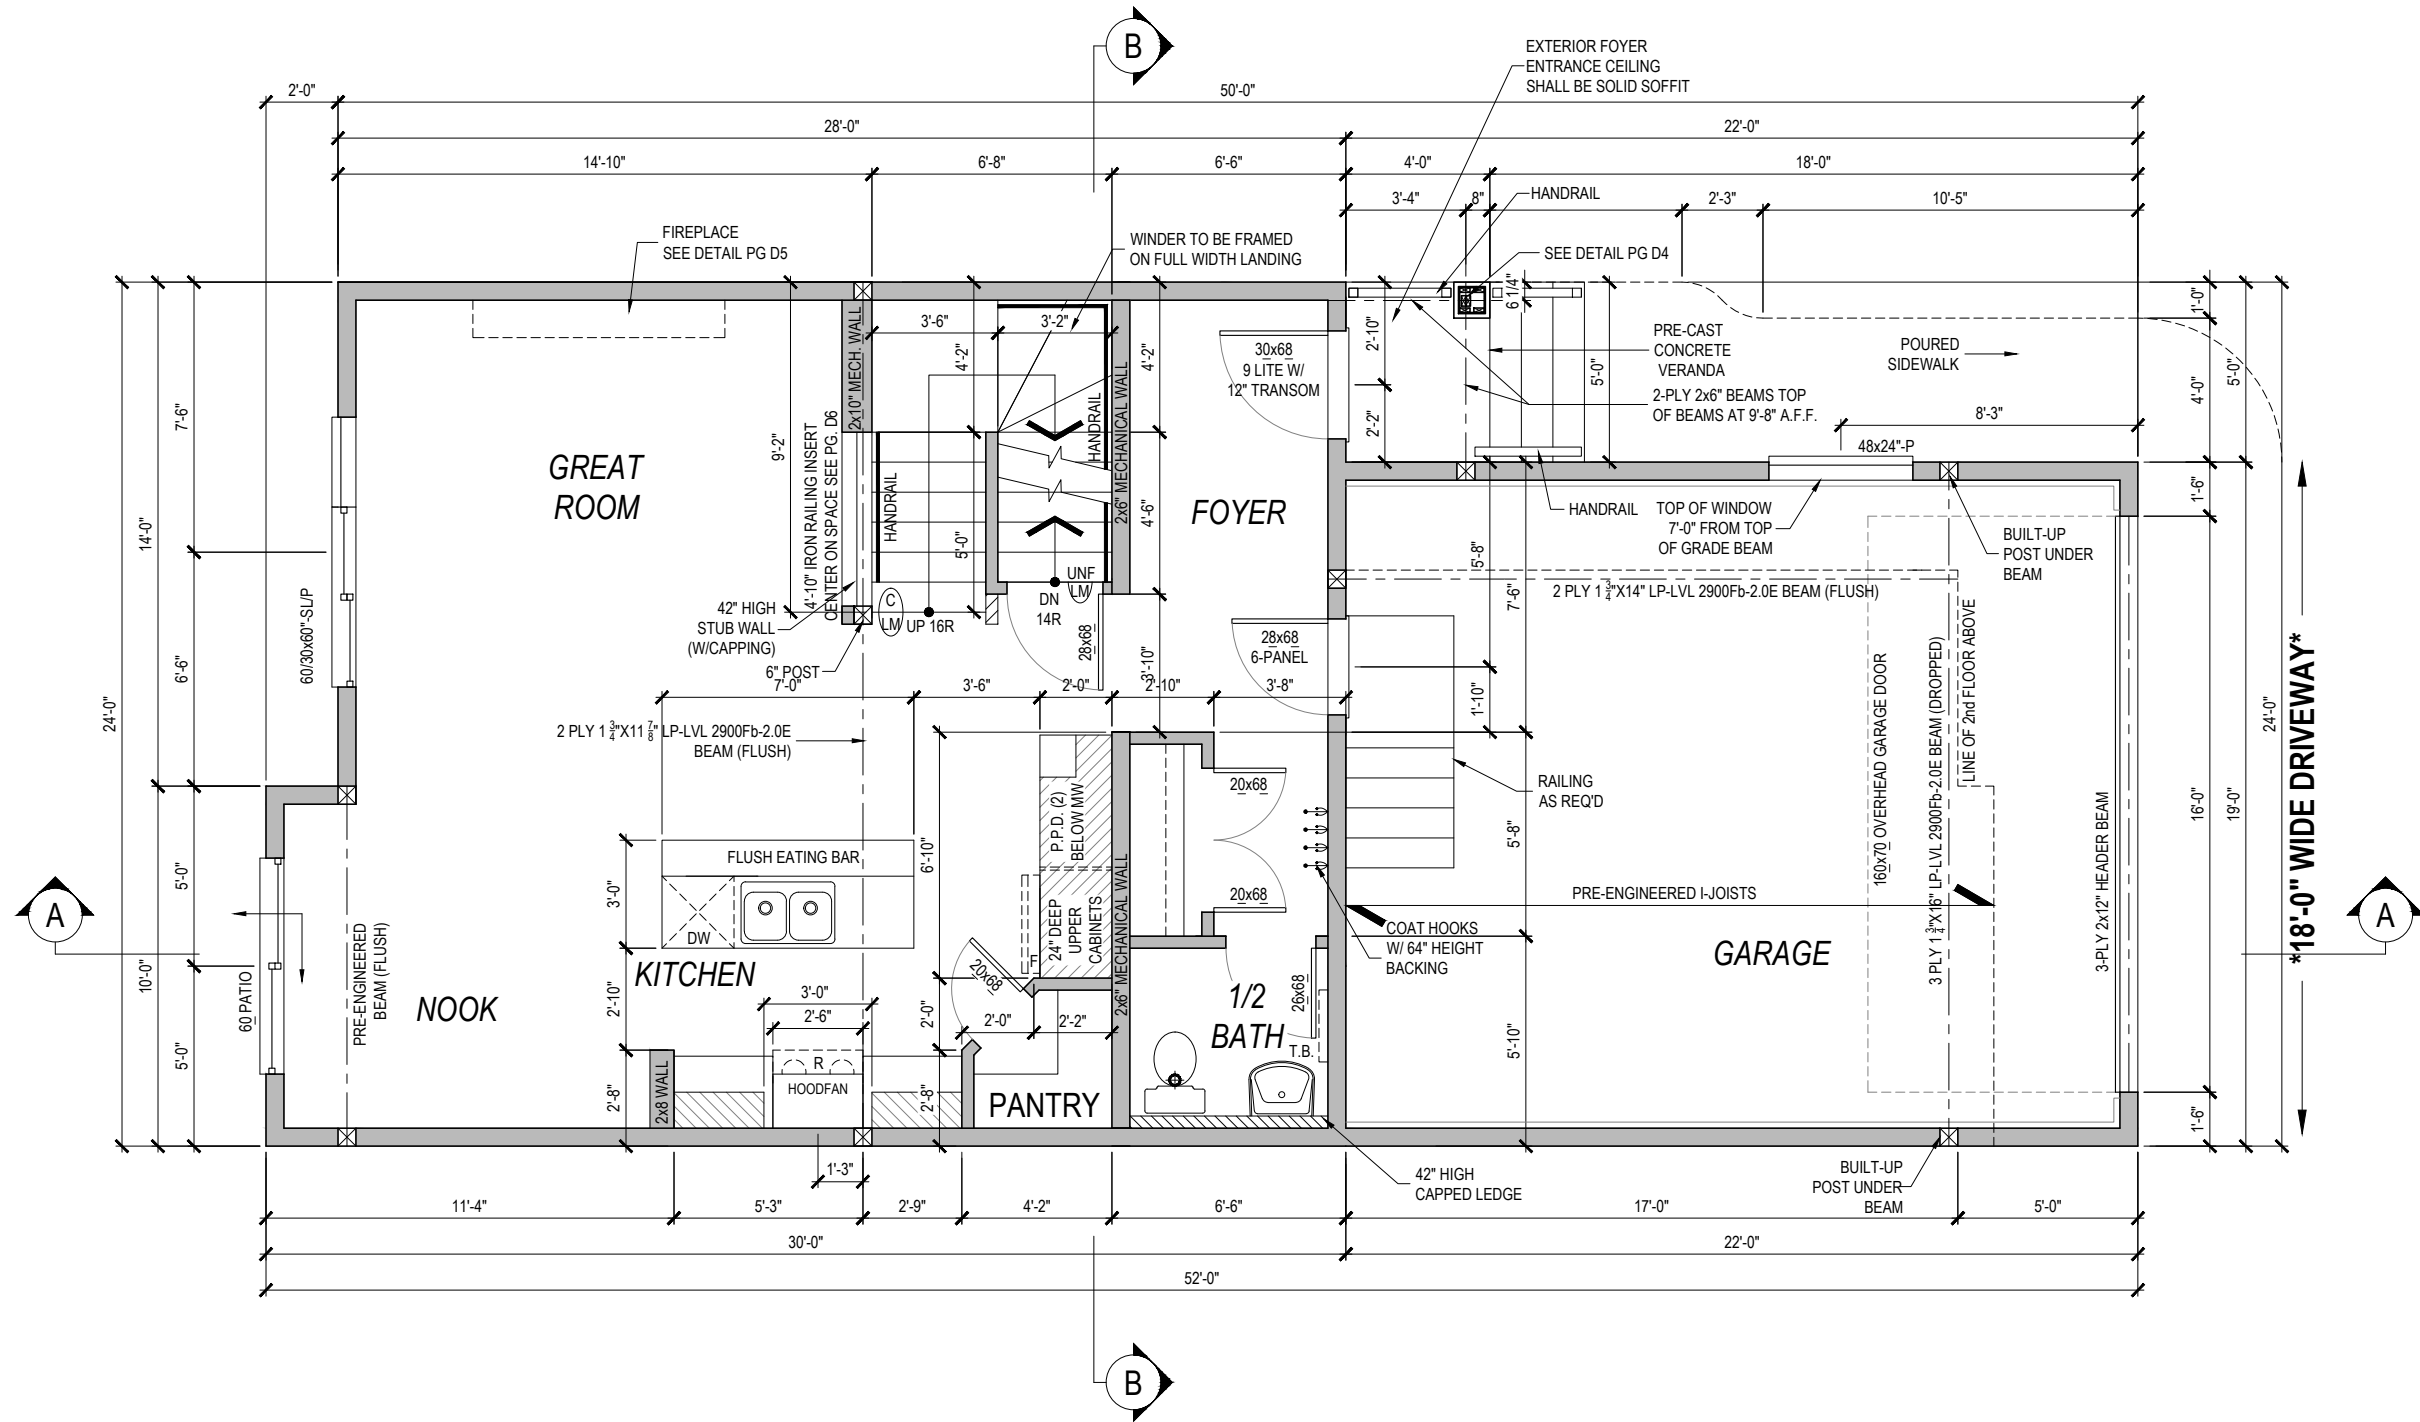 B
EXTERIOR FOYER
ENTRANCE CEILING
SHALL BE SOLID SOFFIT
2'-0"
50'-0"
28'-0"
22'-0"
14'-10"
6'-8"
6'-6"
4'-0"
18'-0"
3'-4"
8"
2'-3"
10'-5"
HANDRAIL
FIREPLACE
SEE DETAIL PG D5
WINDER TO BE FRAMED
ON FULL WIDTH LANDING
SEE DETAIL PG D4
6 1/4"
1'-0"
2x10" MECH. WALL
3'-6"
3'-2"
4'-2"
4'-2"
30x68
9 LITE W/
12" TRANSOM
2'-10"
2'-2"
PRE-CAST
CONCRETE
VERANDA
5'-0"
POURED
SIDEWALK
4'-0"
5'-0"
2-PLY 2x6" BEAMS TOP
OF BEAMS AT 9'-8" A.F.F.
8'-3"
48x24"-P
7'-6"
14'-0"
24'-0"
9'-2"
4'-10" IRON RAILING INSERT
CENTER ON SPACE SEE PG. D6
HANDRAIL
HANDRAIL
2x6" MECHANICAL WALL
GREAT
ROOM
FOYER
4'-6"
5'-0"
HANDRAIL
TOP OF WINDOW
7'-0" FROM TOP
OF GRADE BEAM
1'-6"
BUILT-UP
POST UNDER
BEAM
5'-8"
7'-6"
2 PLY 1 3/4"X14" LP-LVL 2900Fb-2.0E BEAM (FLUSH)
UNF
LM
DN
14R
C
LM
UP 16R
42" HIGH
STUB WALL
(W/CAPPING)
6" POST
60/30x60"-SL/P
6'-6"
28x68
3'-10"
28x68
6-PANEL
7'-0"
3'-6"
2'-0"
2'-10"
3'-8"
1'-10"
160x70 OVERHEAD GARAGE DOOR
3 PLY 1 3/4"X16" LP-LVL 2900Fb-2.0E BEAM (DROPPED)
LINE OF 2nd FLOOR ABOVE
*18'-0" WIDE DRIVEWAY*
24'-0"
19'-0"
16'-0"
2 PLY 1 3/4"X11 7/8" LP-LVL 2900Fb-2.0E
BEAM (FLUSH)
RAILING
AS REQ'D
20x68
P.P.D. (2)
BELOW MW
6'-10"
5'-8"
3-PLY 2x12" HEADER BEAM
FLUSH EATING BAR
3'-0"
DW
24" DEEP
UPPER
CABINETS
F
2x6" MECHANICAL WALL
20x68
PRE-ENGINEERED I-JOISTS
COAT HOOKS
W/ 64" HEIGHT
BACKING
GARAGE
A
A
5'-0"
10'-0"
60 PATIO
PRE-ENGINEERED
BEAM (FLUSH)
KITCHEN
NOOK
20x68
2'-10"
3'-0"
2'-6"
2'-0"
2'-0"
2'-2"
1/2
BATH
26x68
T.B.
5'-10"
5'-0"
R
HOODFAN
2x8 WALL
2'-8"
2'-8"
PANTRY
1'-6"
1'-3"
42" HIGH
CAPPED LEDGE
BUILT-UP
POST UNDER
BEAM
11'-4"
5'-3"
2'-9"
4'-2"
6'-6"
17'-0"
5'-0"
30'-0"
22'-0"
52'-0"
B